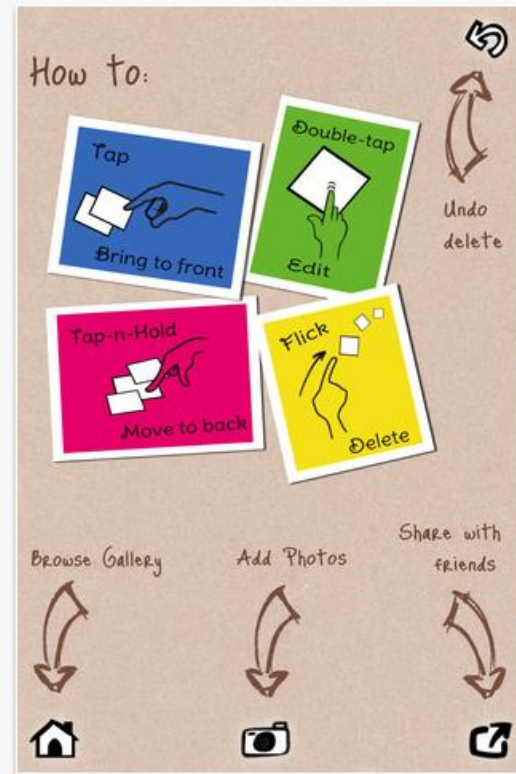 How to:
Tap
Bring to front
Double-tap
Edit
Undo
delete
Tap-n-Hold
Move to back
Flick
Delete
Browse Gallery
Add Photos
Share with
friends